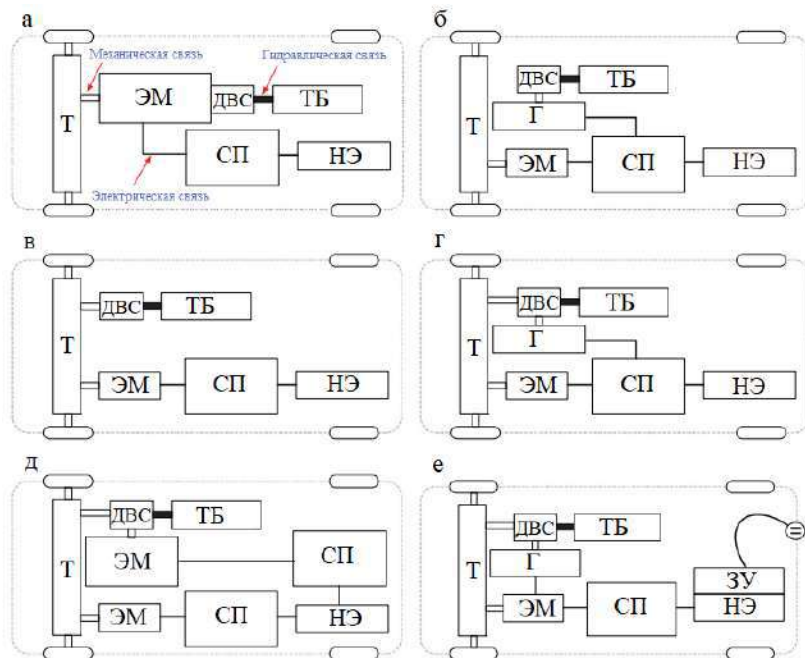 а
Механическая связь
Гидравлическая связь
Т
ЭМ
ДВС
ТБ
СП
НЭ
Электрическая связь
б
Т
ДВС
ТБ
Г
ЭМ
СП
НЭ
в
Т
ДВС
ТБ
ЭМ
СП
НЭ
г
Т
ДВС
ТБ
Г
ЭМ
СП
НЭ
д
Т
ДВС
ТБ
ЭМ
СП
ЭМ
СП
НЭ
е
Т
ДВС
ТБ
Г
ЭМ
СП
ЗУ
НЭ